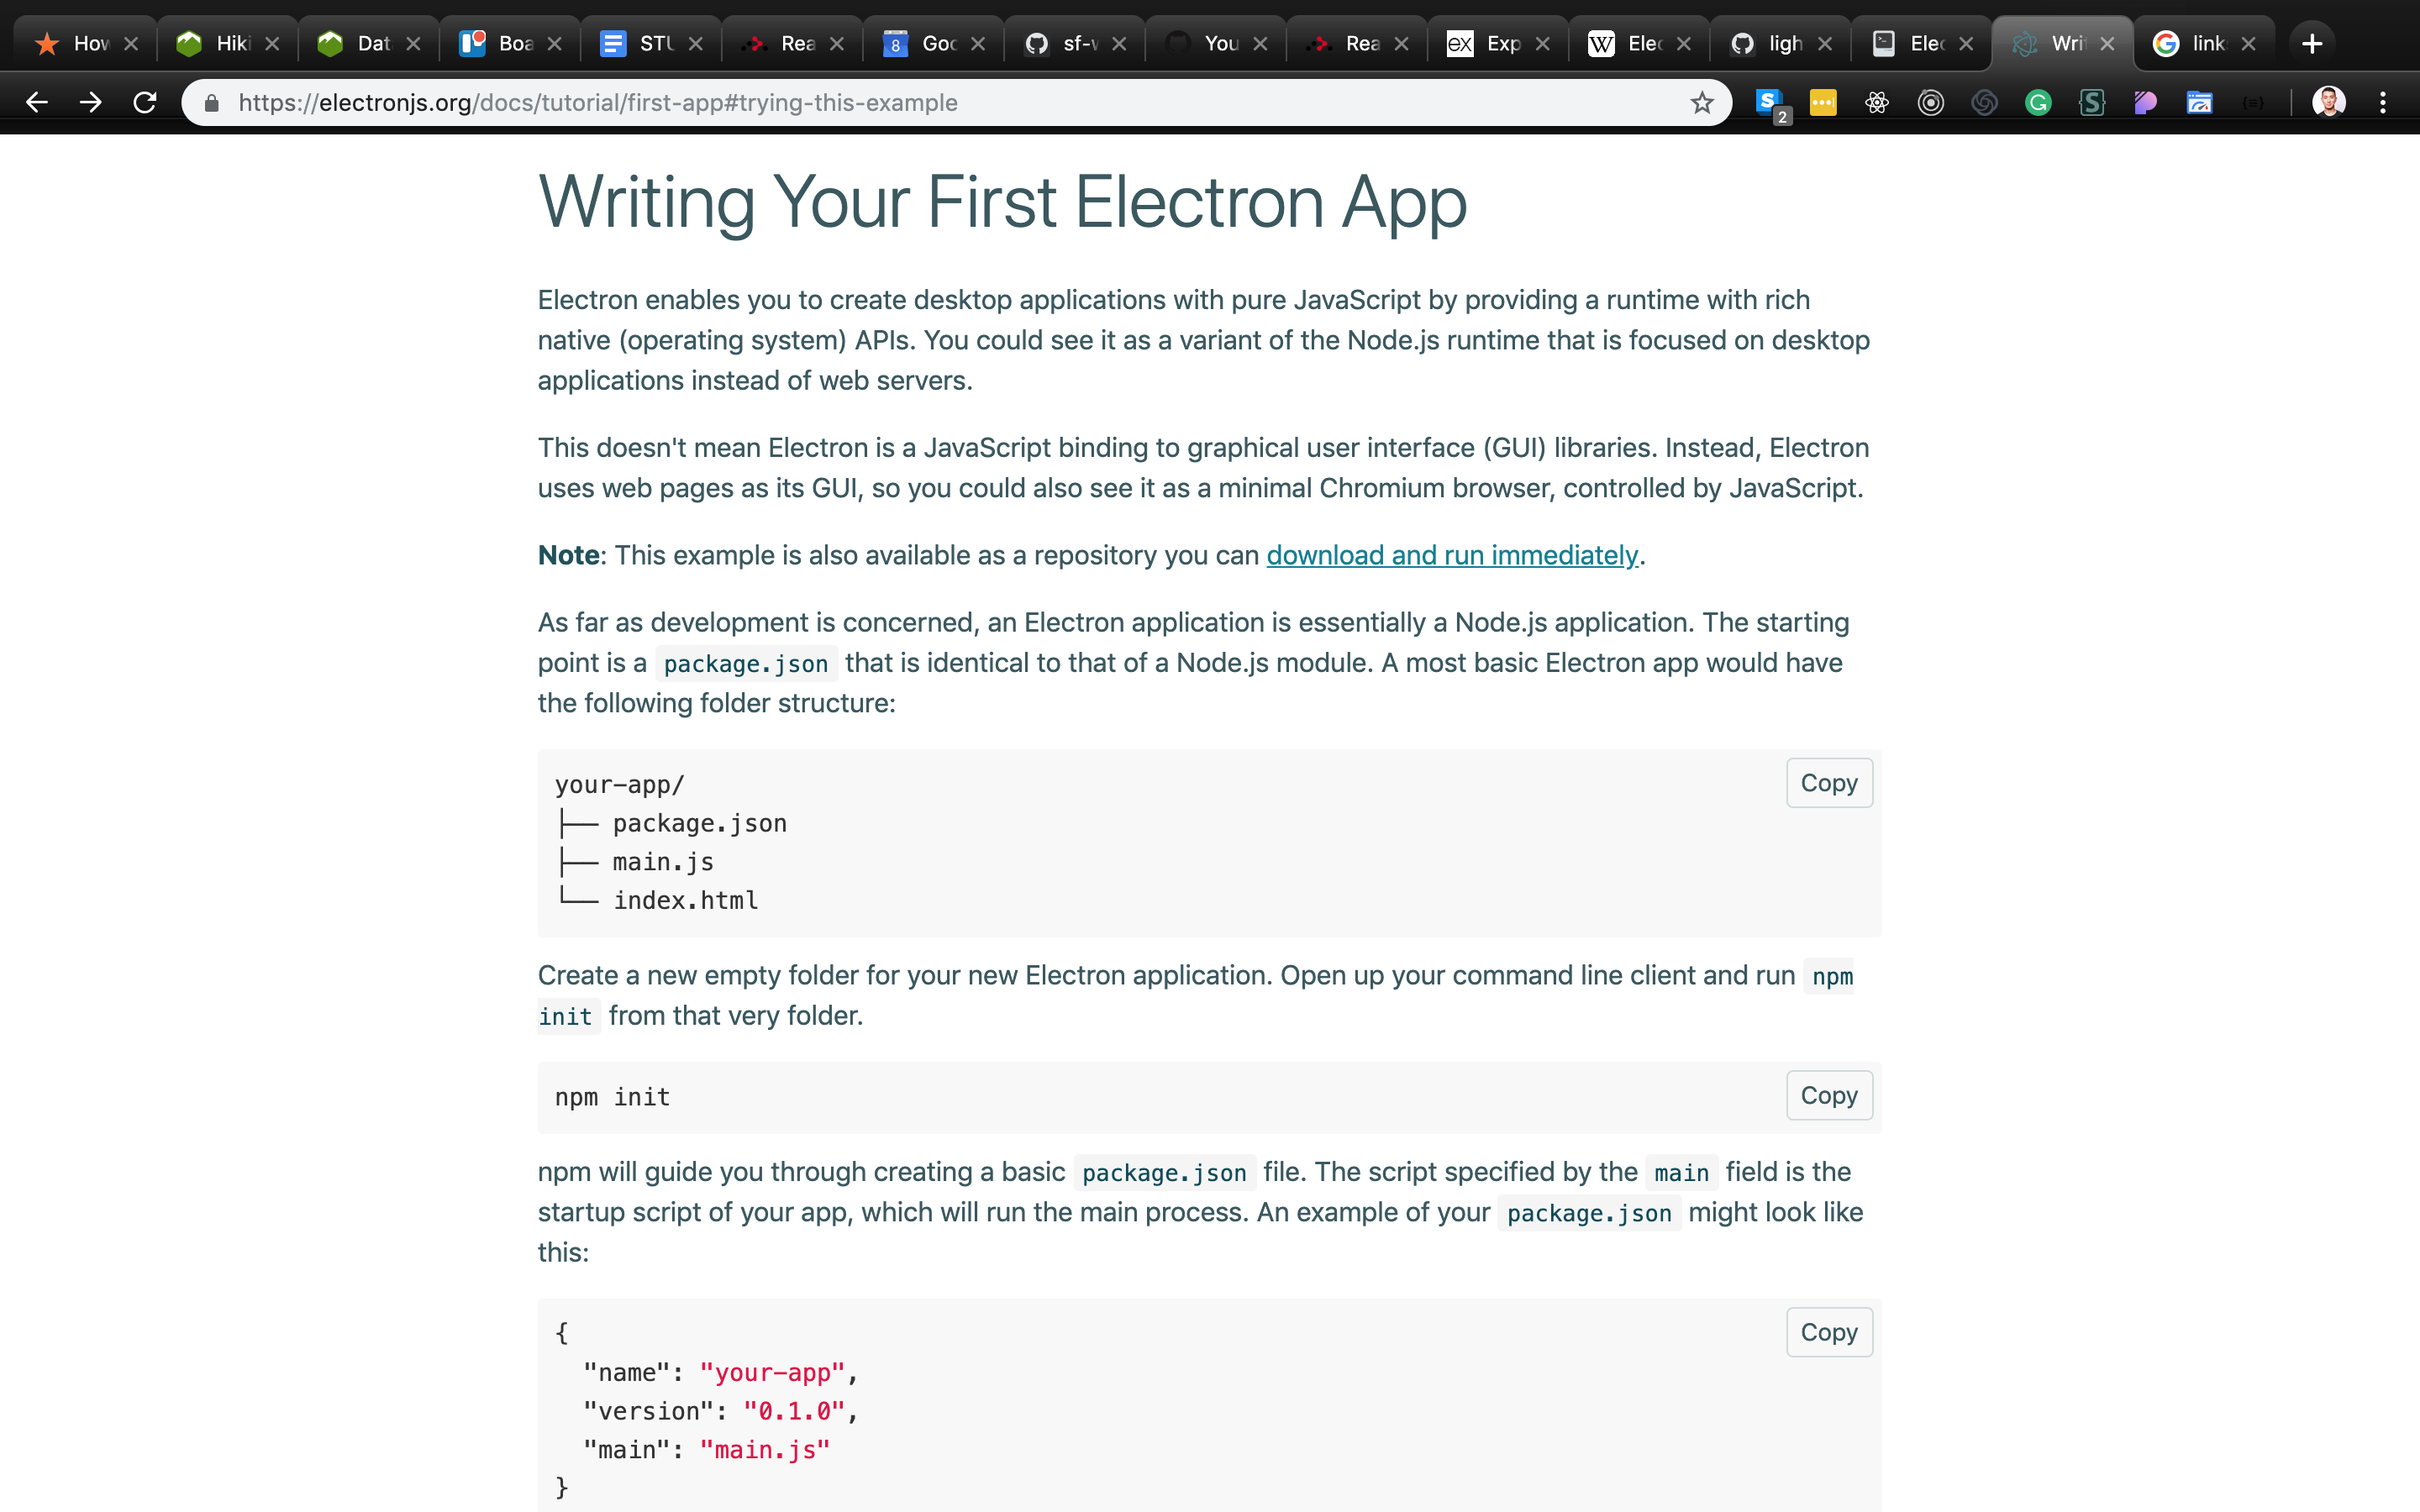 How
Hiki
Dat
Boa
STU
Rea
8
Goo
sf-w
You
Rea
ex
Exp
W
Elec
ligh
Elec
Writ
link
https://electronjs.org/docs/tutorial/first-app#trying-this-example
2
Writing Your First Electron App
Electron enables you to create desktop applications with pure JavaScript by providing a runtime with rich
native (operating system) APIs. You could see it as a variant of the Node.js runtime that is focused on desktop
applications instead of web servers.
This doesn't mean Electron is a JavaScript binding to graphical user interface (GUI) libraries. Instead, Electron
uses web pages as its GUI, so you could also see it as a minimal Chromium browser, controlled by JavaScript.
Note: This example is also available as a repository you can download and run immediately.
As far as development is concerned, an Electron application is essentially a Node.js application. The starting
point is a package.json that is identical to that of a Node.js module. A most basic Electron app would have
the following folder structure:
your-app/
├── package.json
├── main.js
└── index.html
Copy
Create a new empty folder for your new Electron application. Open up your command line client and run npm
init from that very folder.
npm init
Copy
npm will guide you through creating a basic package.json file. The script specified by the main field is the
startup script of your app, which will run the main process. An example of your package.json might look like
this:
{
"name": "your-app",
"version": "0.1.0",
"main": "main.js"
}
Copy